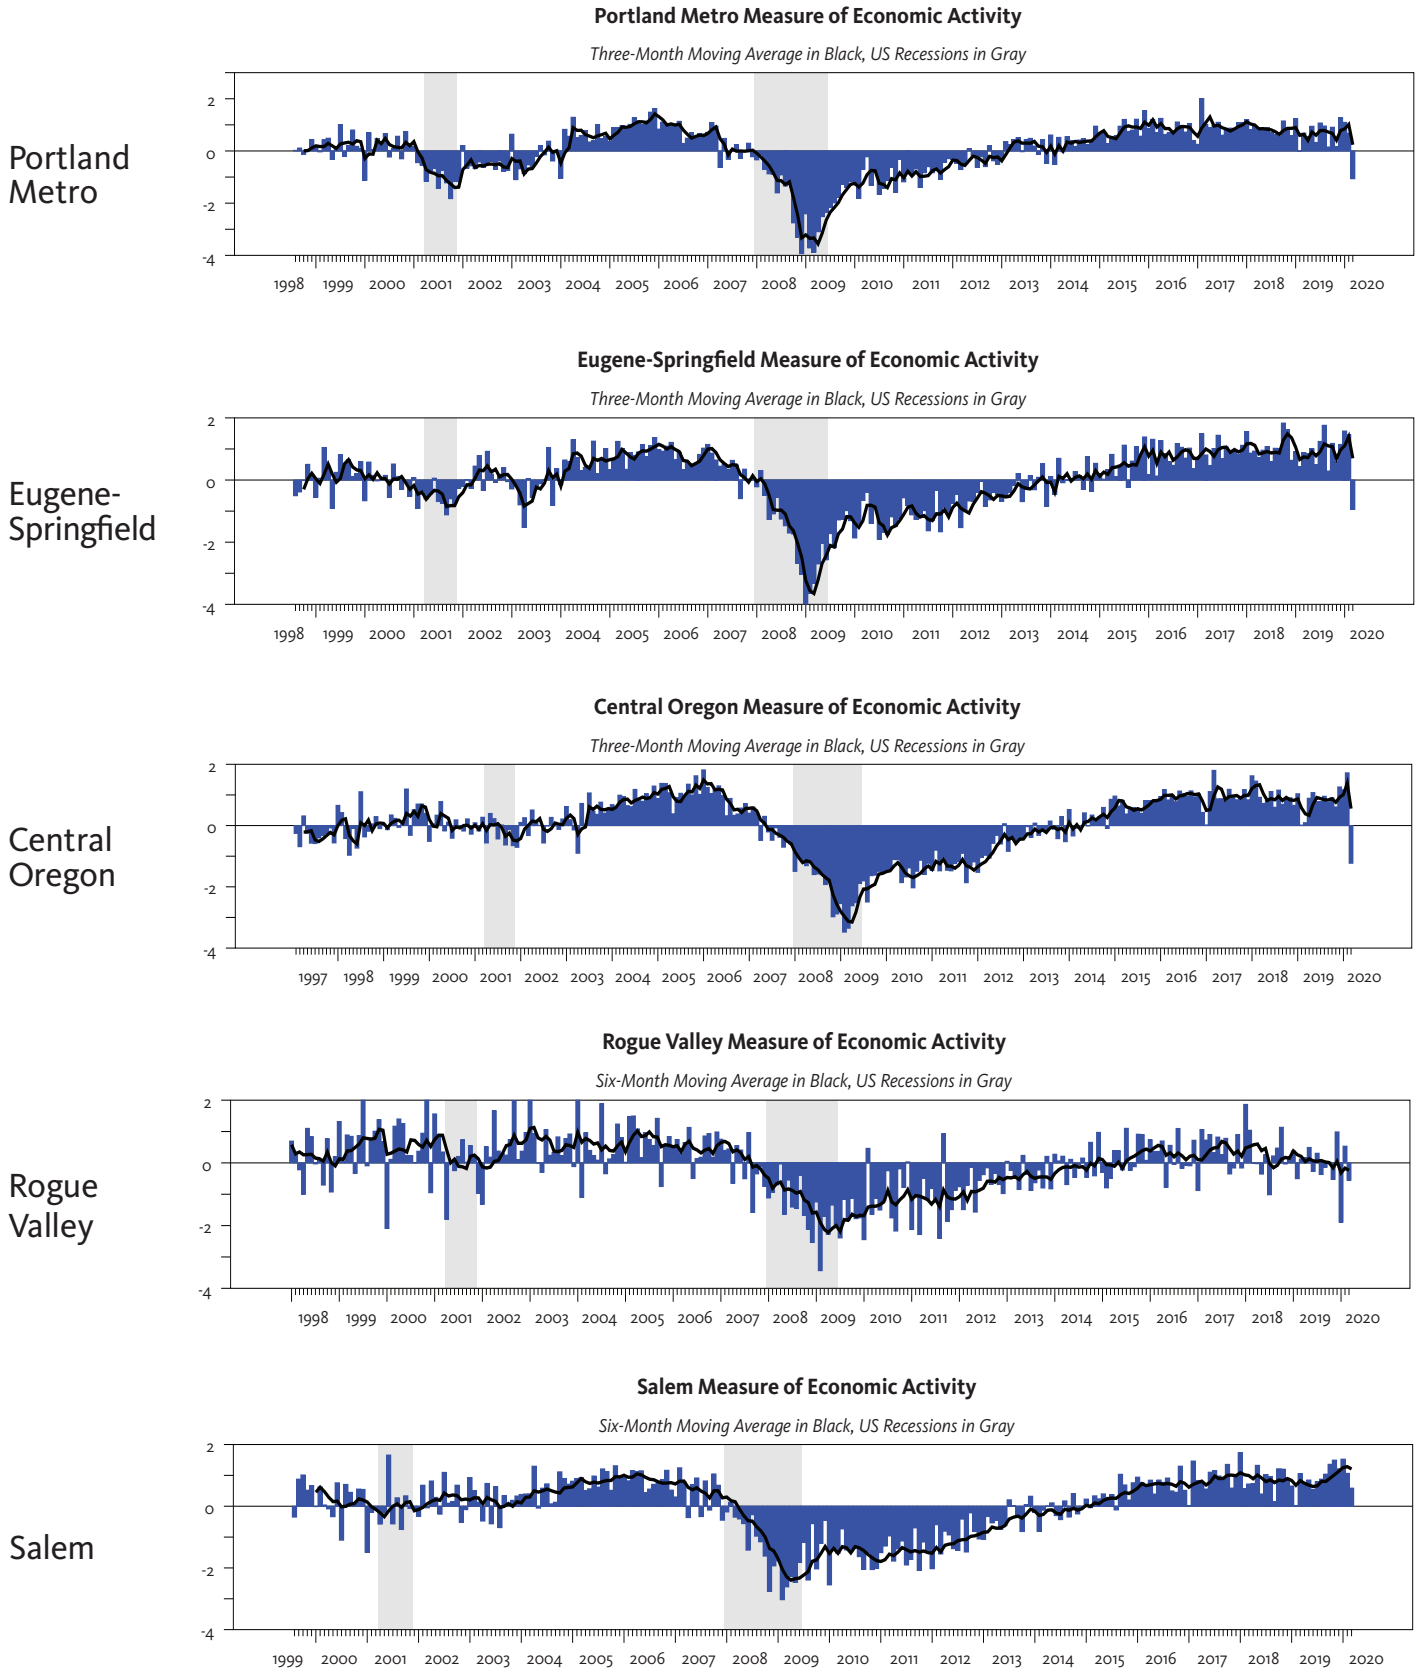 Portland Metro Measure of Economic Activity
Three-Month Moving Average in Black, US Recessions in Gray
Portland
Metro
2
0
-2
-4
1998 1999 2000 2001 2002 2003 2004 2005 2006 2007 2008 2009 2010 2011 2012 2013 2014 2015 2016 2017 2018 2019 2020
Eugene-Springfield Measure of Economic Activity
Three-Month Moving Average in Black, US Recessions in Gray
Eugene-
Springfield
2
0
-2
-4
1998 1999 2000 2001 2002 2003 2004 2005 2006 2007 2008 2009 2010 2011 2012 2013 2014 2015 2016 2017 2018 2019 2020
Central Oregon Measure of Economic Activity
Three-Month Moving Average in Black, US Recessions in Gray
Central
Oregon
2
0
-2
-4
1997 1998 1999 2000 2001 2002 2003 2004 2005 2006 2007 2008 2009 2010 2011 2012 2013 2014 2015 2016 2017 2018 2019 2020
Rogue Valley Measure of Economic Activity
Six-Month Moving Average in Black, US Recessions in Gray
Rogue
Valley
2
0
-2
-4
1998 1999 2000 2001 2002 2003 2004 2005 2006 2007 2008 2009 2010 2011 2012 2013 2014 2015 2016 2017 2018 2019 2020
Salem Measure of Economic Activity
Six-Month Moving Average in Black, US Recessions in Gray
Salem
2
0
-2
-4
1999 2000 2001 2002 2003 2004 2005 2006 2007 2008 2009 2010 2011 2012 2013 2014 2015 2016 2017 2018 2019 2020